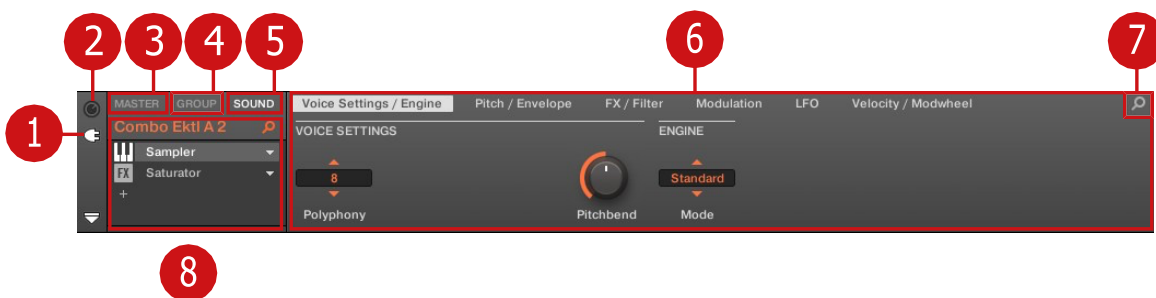 2 3 4 5 6 7
1
MASTER GROUP SOUND
Voice Settings / Engine Pitch / Envelope FX / Filter Modulation LFO Velocity / Modwheel
Combo Ektl A 2
VOICE SETTINGS ENGINE
Sampler
FX Saturator
+
8 Standard
Polyphony Pitchbend Mode
8